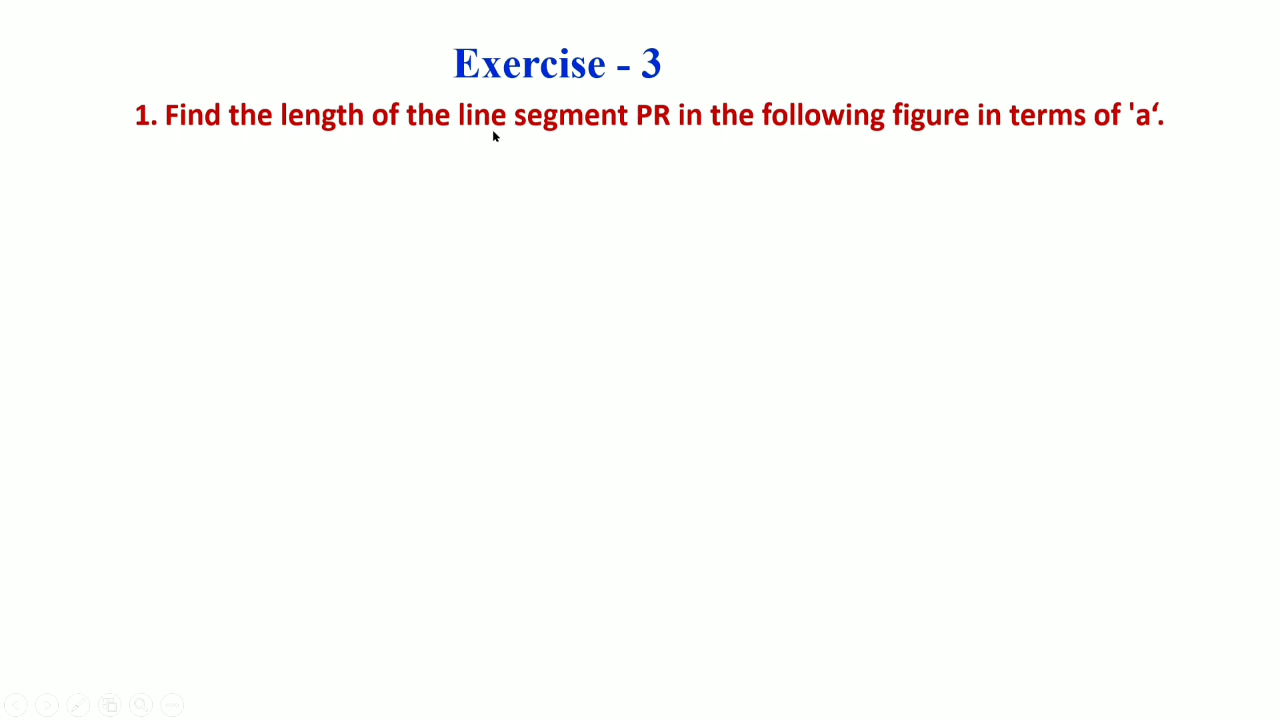 Exercise - 3
1. Find the length of the line segment PR in the following figure in terms of 'a‘.